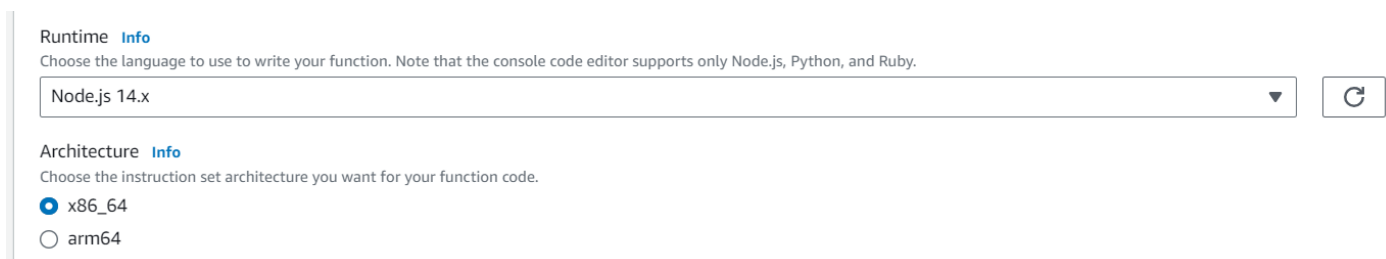 Runtime Info
Choose the language to use to write your function. Note that the console code editor supports only Node.js, Python, and Ruby.
Node.js 14.x
Architecture Info
Choose the instruction set architecture you want for your function code.
x86_64
arm64